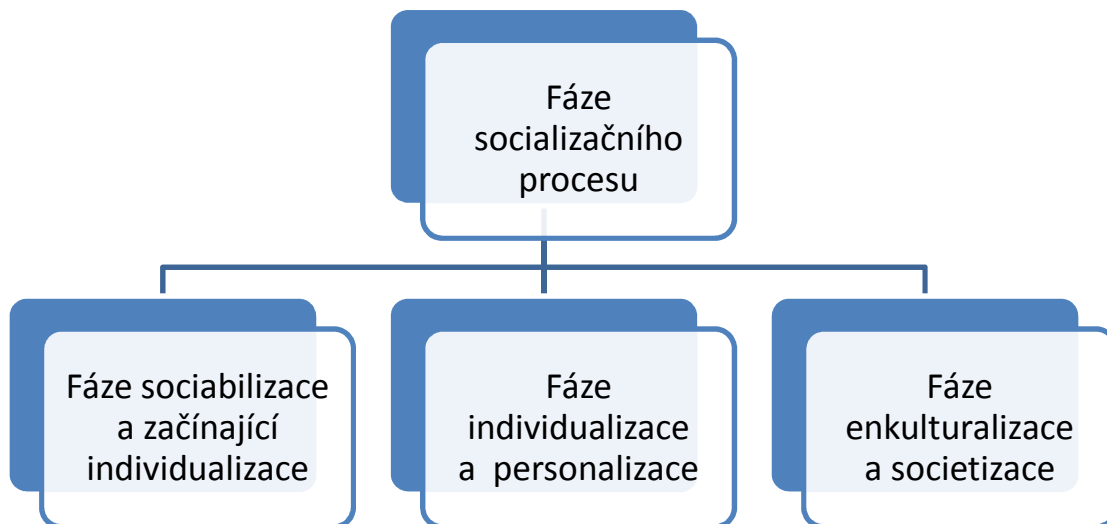 Fáze
socializačního
procesu
Fáze sociabilizace
a začínající
individualizace
Fáze
individualizace
a  personalizace
Fáze
enkulturalizace
a societizace